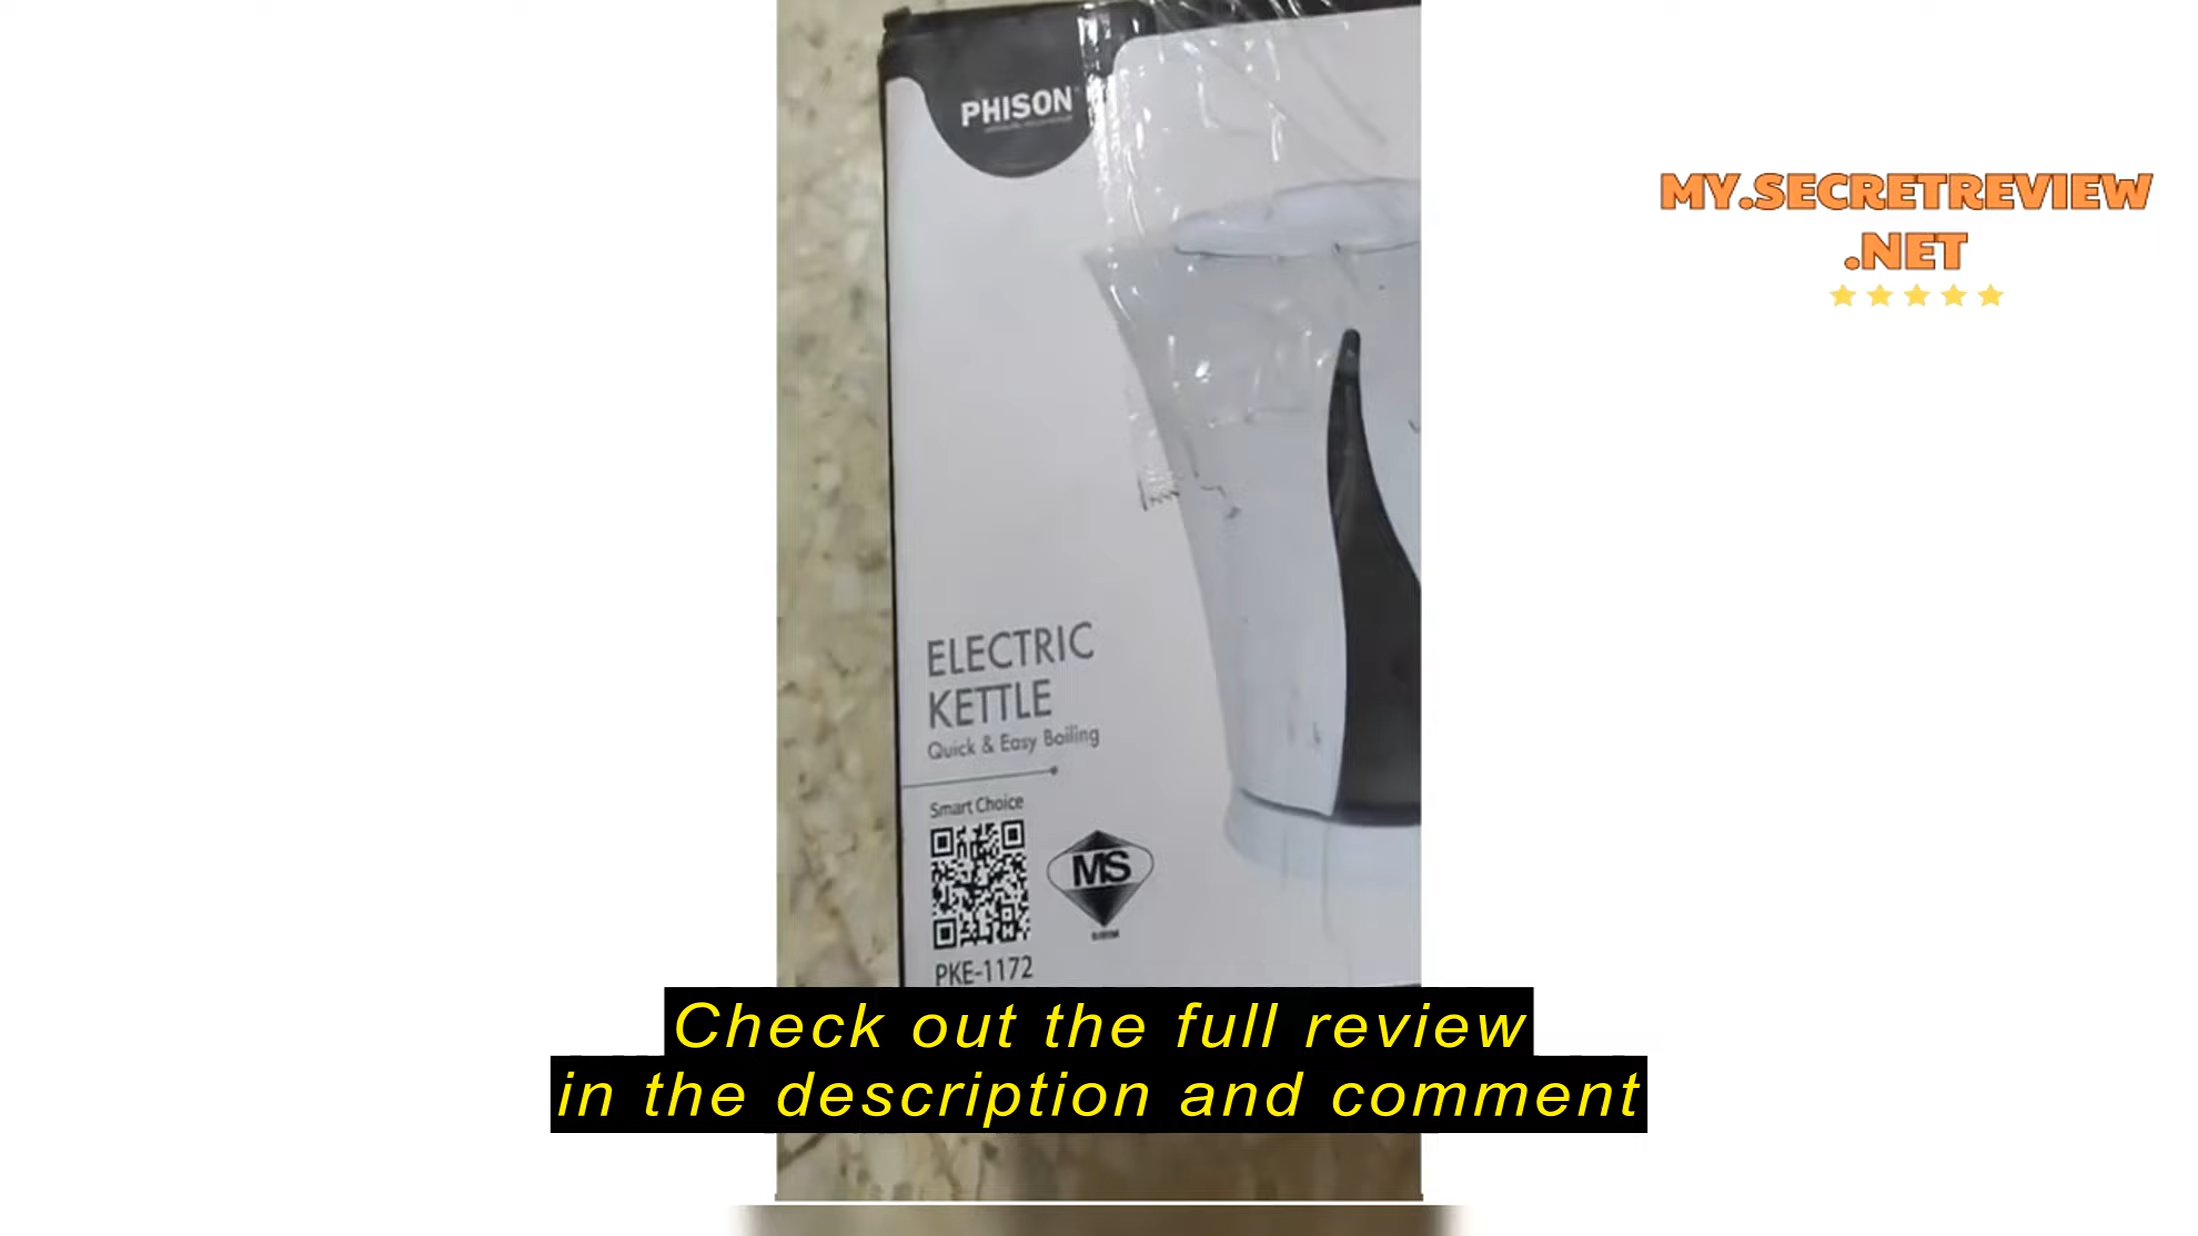 PHISON
MY.SECRETREVIEW
.NET
ELECTRIC
KETTLE
Quick & Easy Boiling
Smart Choice
MS
PKE-1172
Check out the full review
in the description and comment